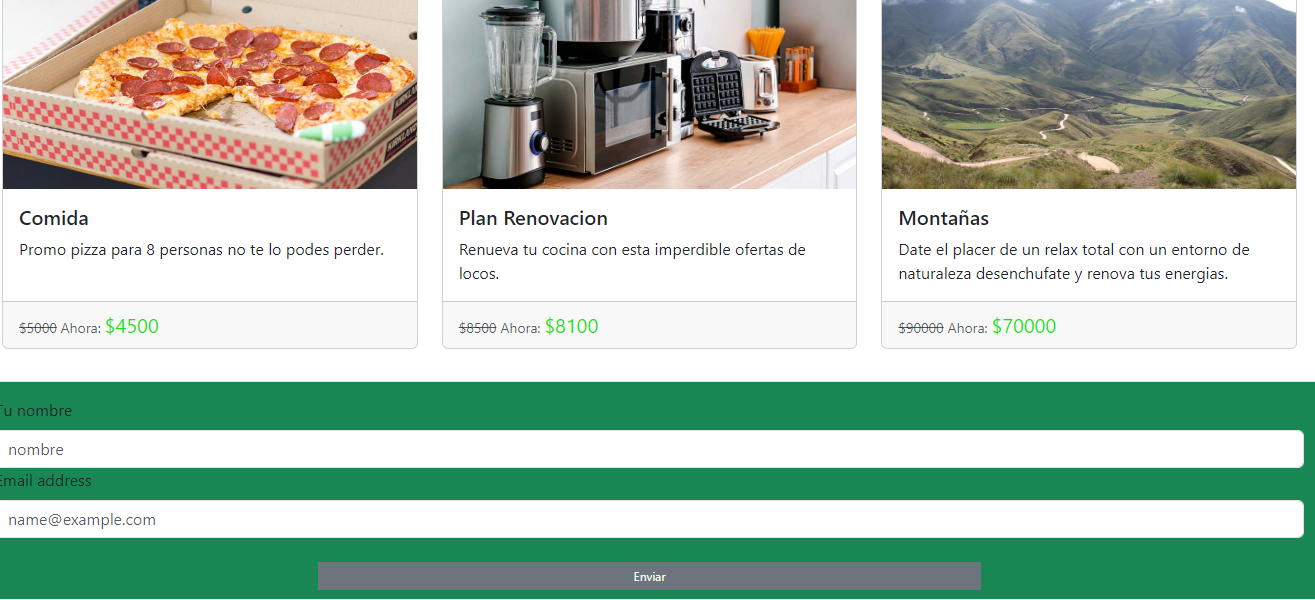 KIRKLAND
KIRKLAND
Comida
Promo pizza para 8 personas no te lo podes perder.
$5000 Ahora: $4500
Plan Renovacion
Renueva tu cocina con esta imperdible ofertas de
locos.
$8500 Ahora: $8100
Montañas
Date el placer de un relax total con un entorno de
naturaleza desenchufate y renova tus energias.
$90000 Ahora: $70000
Tu nombre
nombre
Email address
name@example.com
Enviar